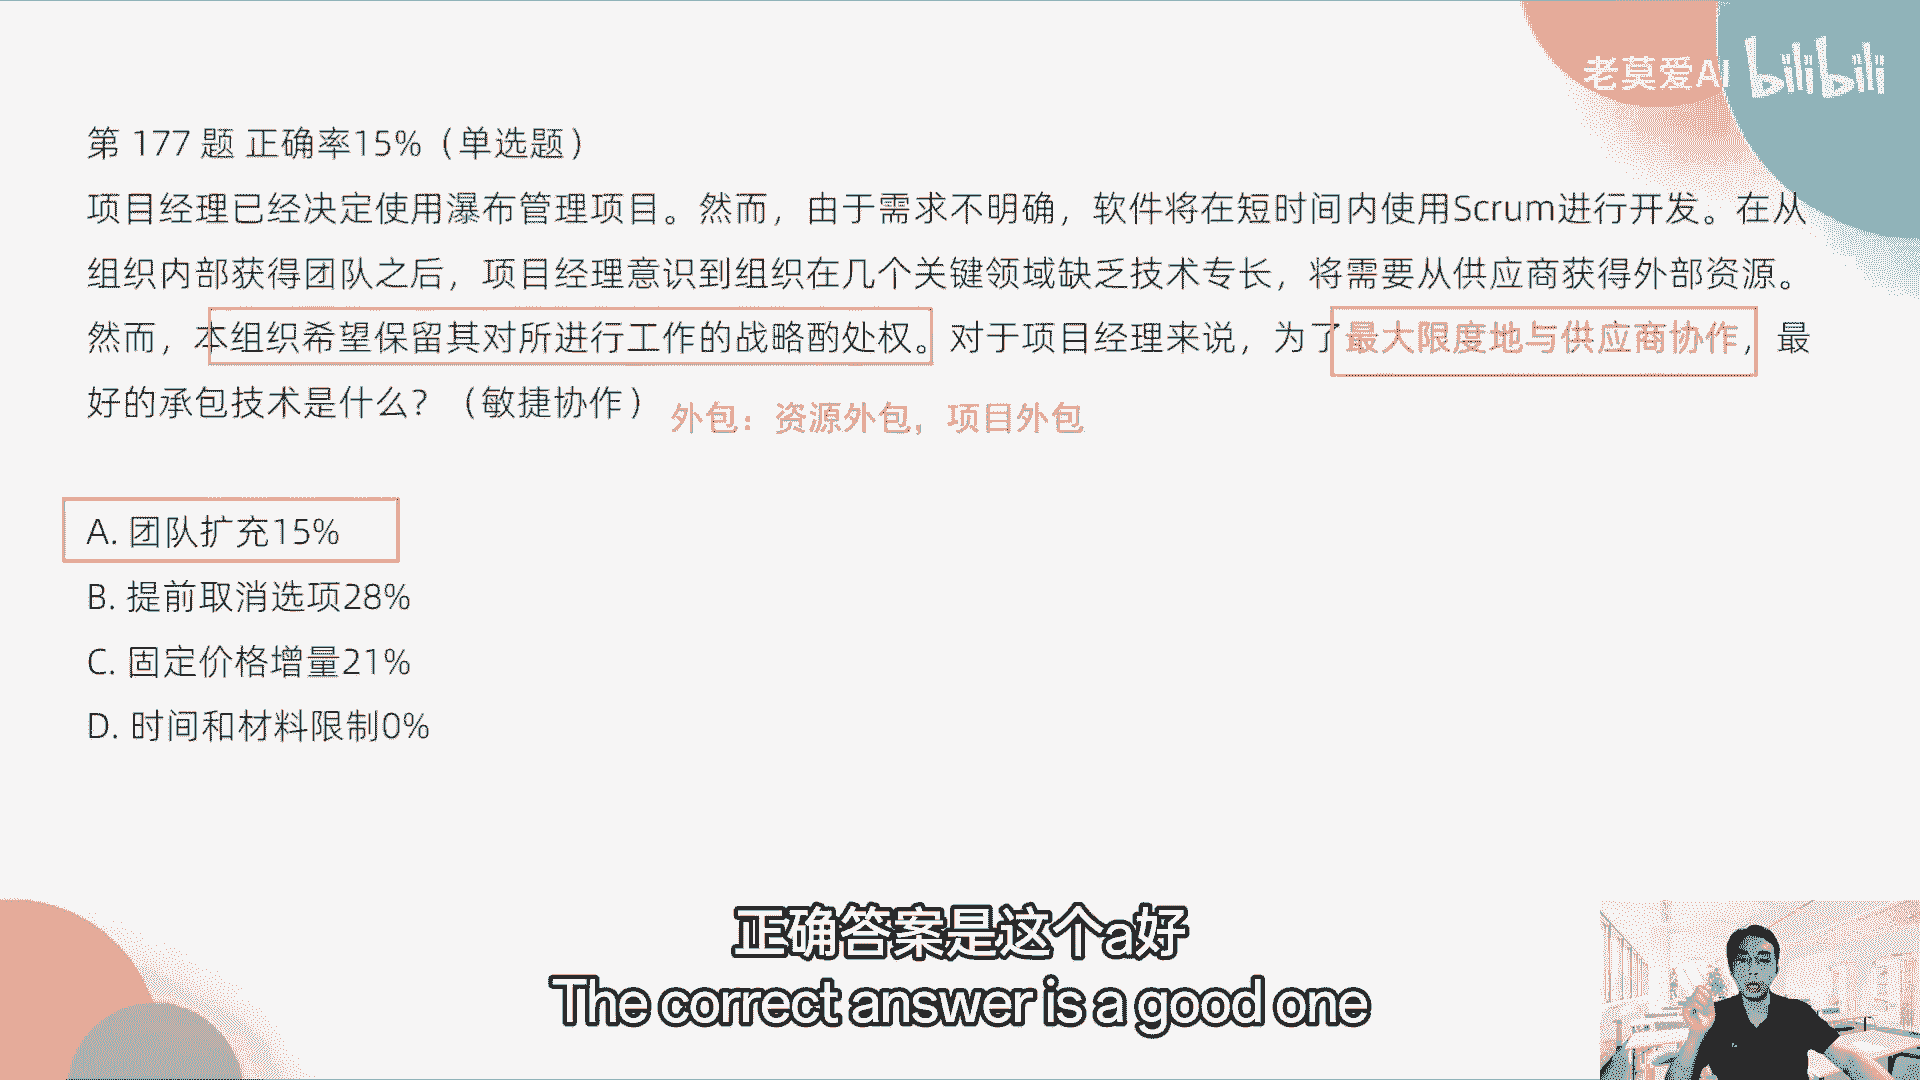 老莫爱AI bilibili
第 177 题 正确率15%（单选题）
项目经理已经决定使用瀑布管理项目。然而，由于需求不明确，软件将在短时间内使用Scrum进行开发。在从
组织内部获得团队之后，项目经理意识到组织在几个关键领域缺乏技术专长，将需要从供应商获得外部资源。
然而，本组织希望保留其对所进行工作的战略酌处权。对于项目经理来说，为了最大限度地与供应商协作，最
好的承包技术是什么？（敏捷协作）
外包：资源外包，项目外包
A. 团队扩充15%
B. 提前取消选项28%
C. 固定价格增量21%
D. 时间和材料限制0%
正确答案是这个a好
The correct answer is a good one